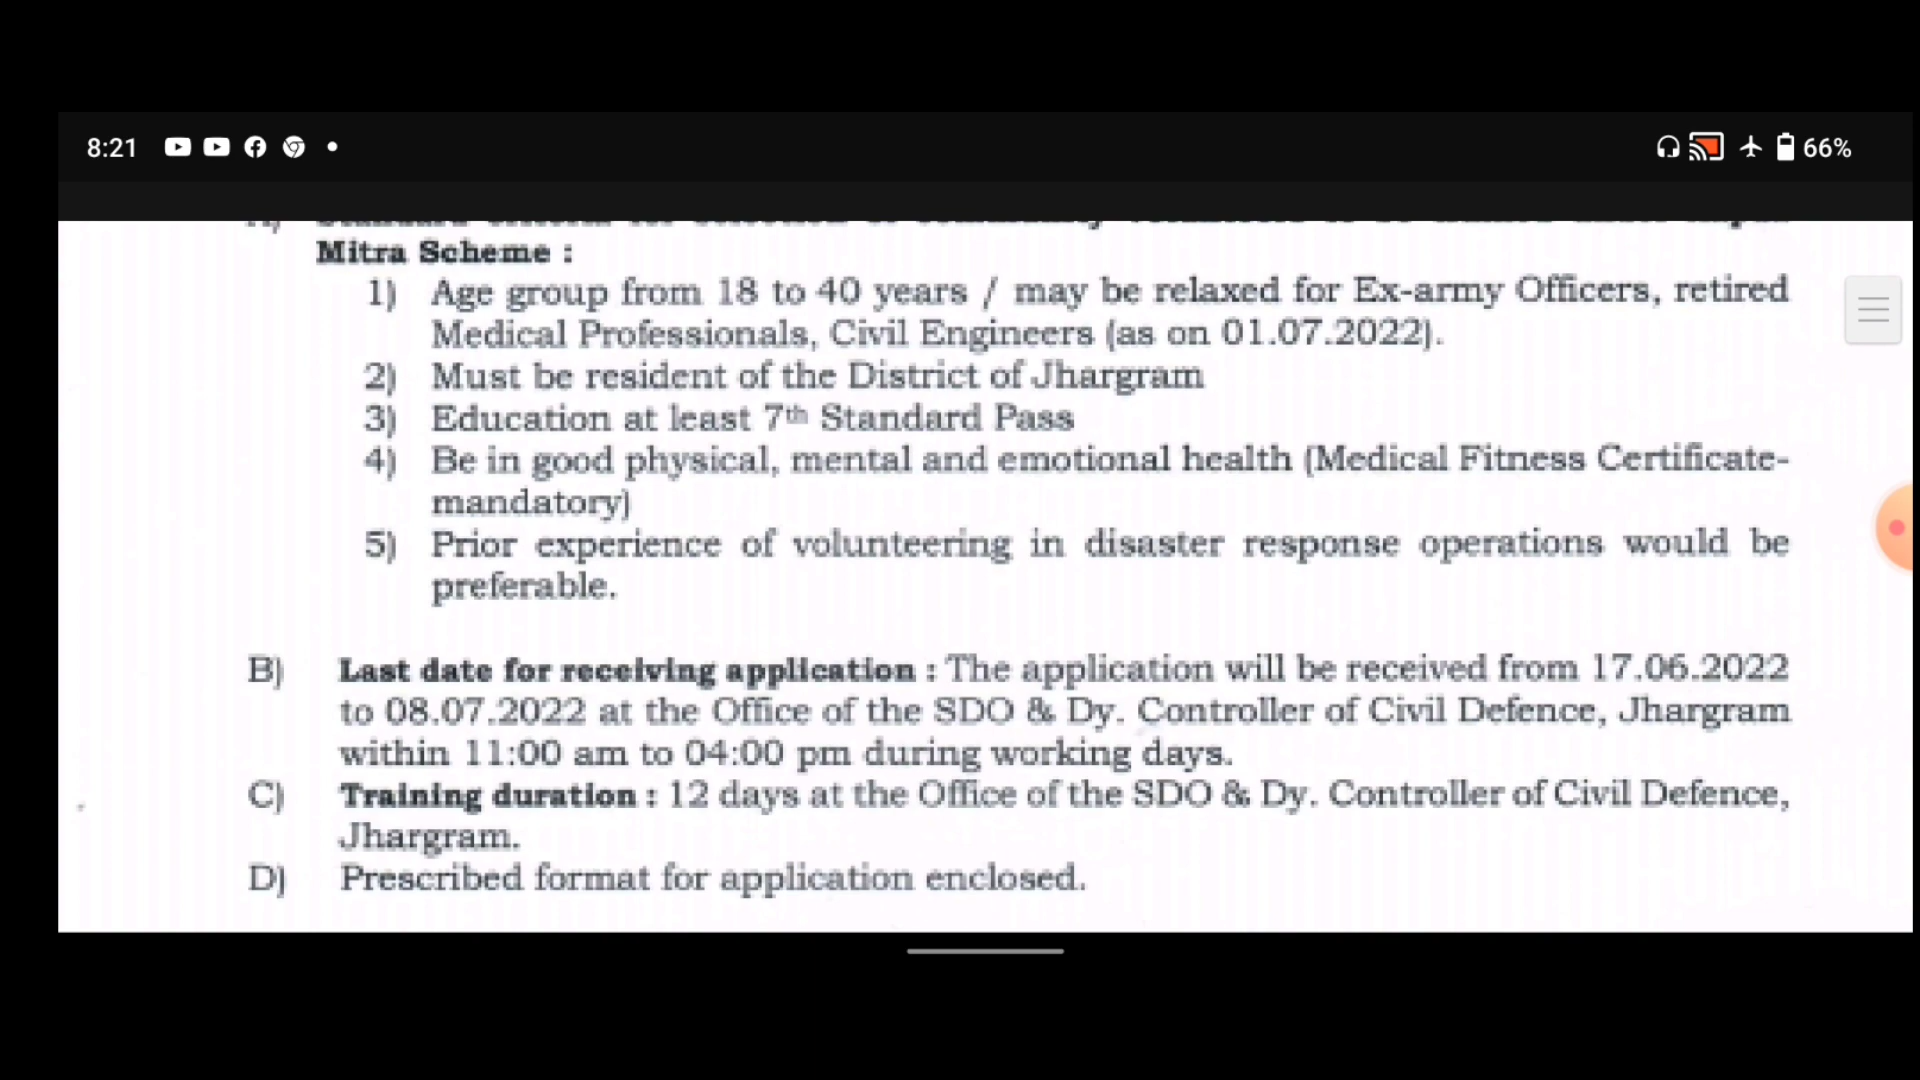 8:21
66%
Mitra Scheme :
1) Age group from 18 to 40 years / may be relaxed for Ex-army Officers, retired
Medical Professionals, Civil Engineers (as on 01.07.2022).
2) Must be resident of the District of Jhargram
3) Education at least 7th Standard Pass
4) Be in good physical, mental and emotional health (Medical Fitness Certificate-
mandatory)
5) Prior experience of volunteering in disaster response operations would be
preferable.
B) Last date for receiving application : The application will be received from 17.06.2022
to 08.07.2022 at the Office of the SDO & Dy. Controller of Civil Defence, Jhargram
within 11:00 am to 04:00 pm during working days.
C) Training duration : 12 days at the Office of the SDO & Dy. Controller of Civil Defence,
Jhargram.
D) Prescribed format for application enclosed.